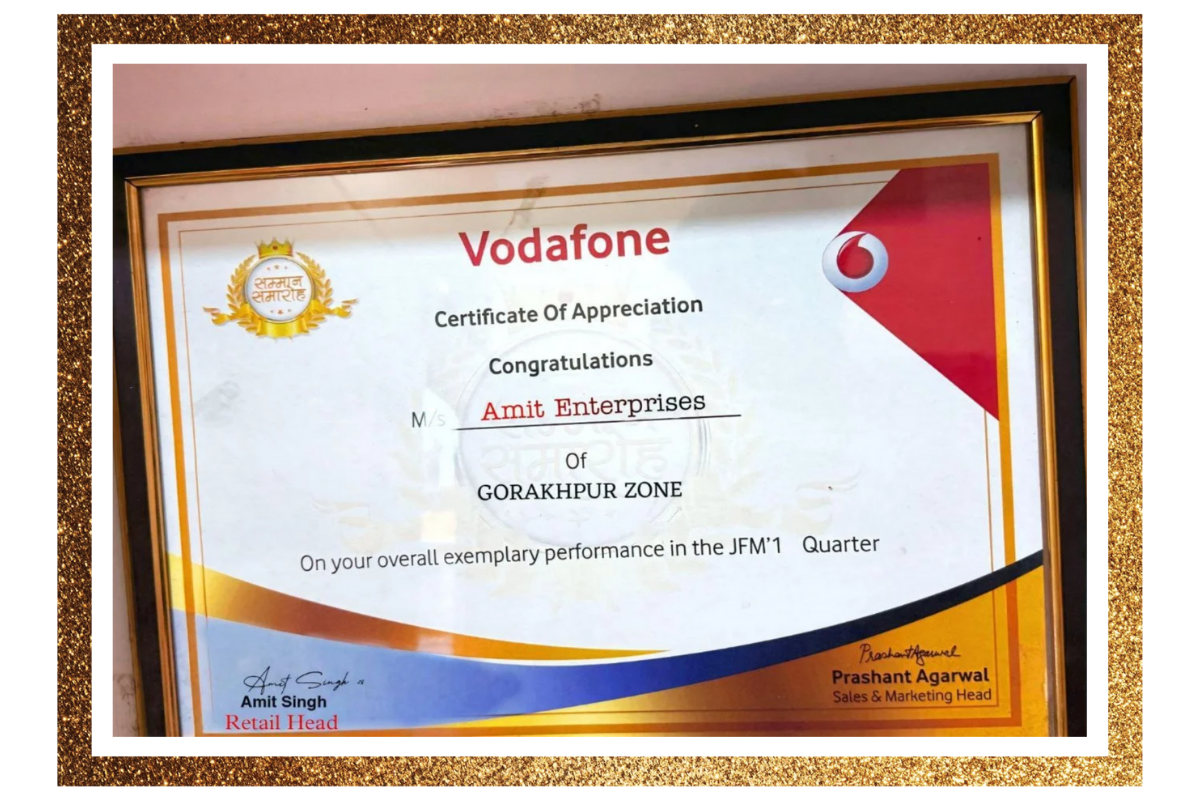 Vodafone
सम्मान
समारोह
Certificate Of Appreciation
Congratulations
M/s Amit Enterprises
Of
GORAKHPUR ZONE
On your overall exemplary performance in the JFM'1 Quarter
Amit Singh
Amit Singh
Retail Head
Prashant Agarwal
Prashant Agarwal
Sales & Marketing Head